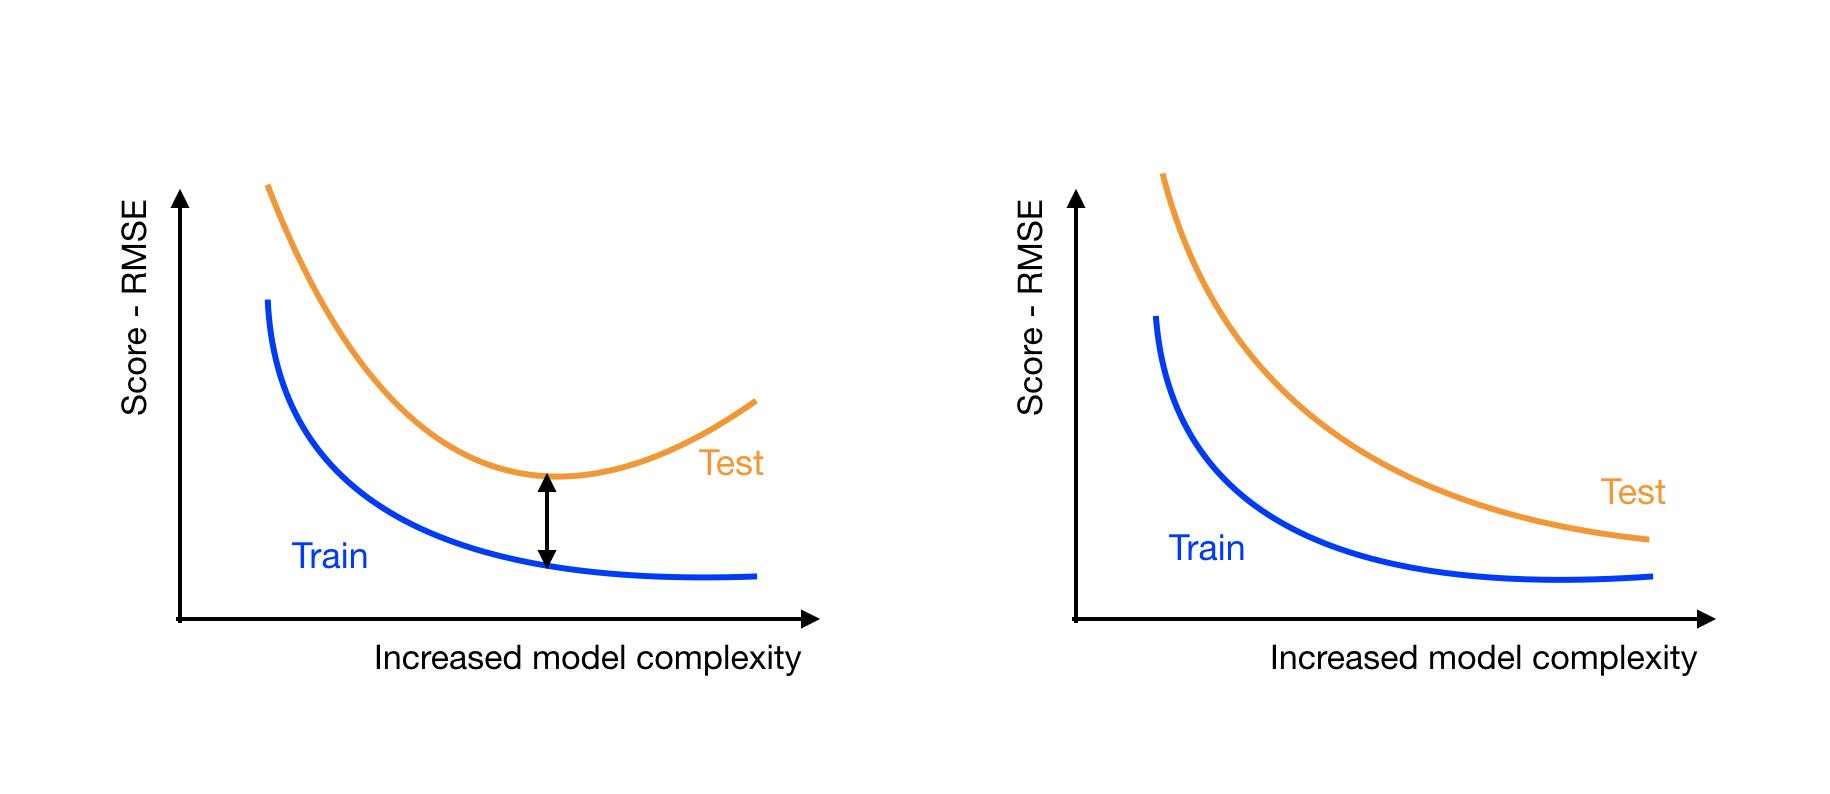 Score - RMSE
Test
Train
Increased model complexity
Score - RMSE
Test
Train
Increased model complexity